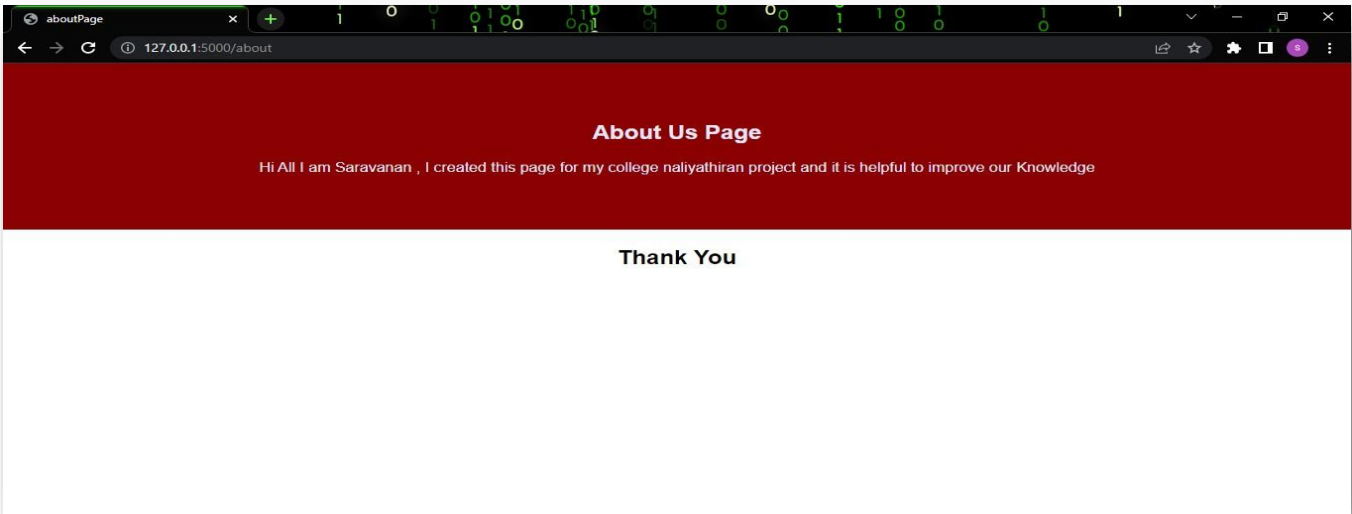 aboutPage
127.0.0.1:5000/about
S
About Us Page
Hi All I am Saravanan , I created this page for my college naliyathiran project and it is helpful to improve our Knowledge
Thank You